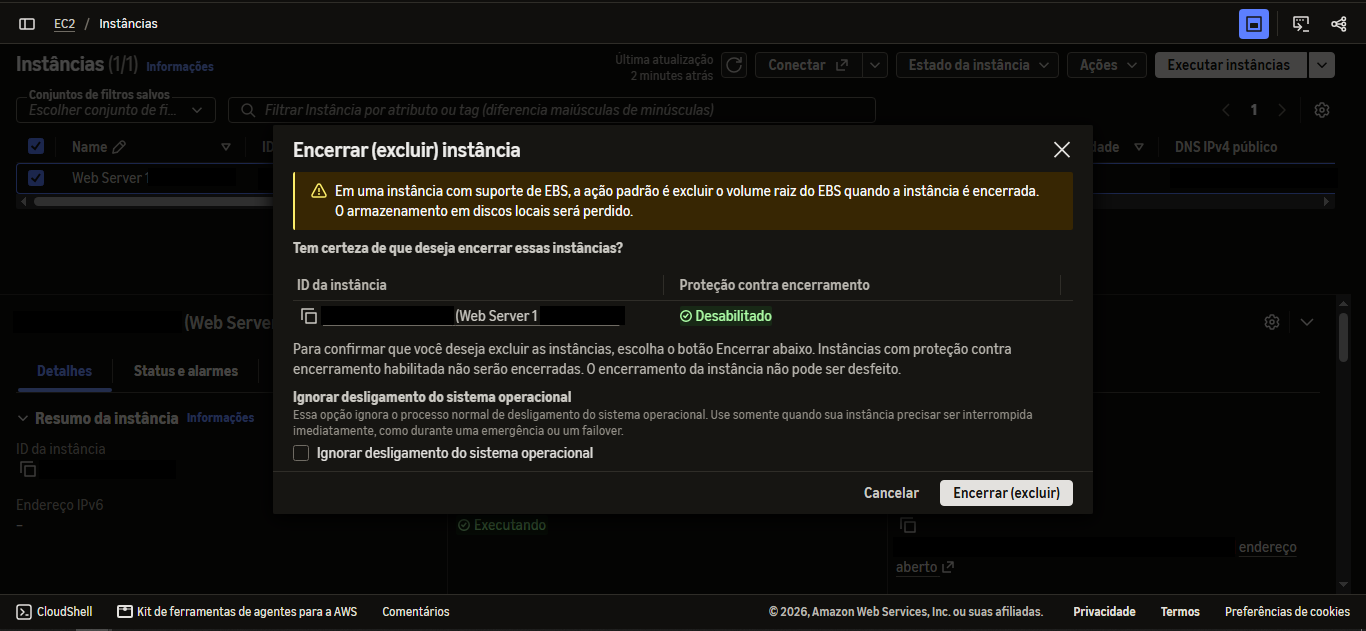 EC2 / Instâncias
Instâncias (1/1) Informações
Última atualização
2 minutes atrás
Conectar
Estado da instância
Ações
Executar instâncias
Conjuntos de filtros salvos
Escolher conjunto de fi...
Filtrar Instância por atributo ou tag (diferencia maiúsculas de minúsculas)
1
Name
ID
dade
DNS IPv4 público
Web Server 1
Encerrar (excluir) instância
Em uma instância com suporte de EBS, a ação padrão é excluir o volume raiz do EBS quando a instância é encerrada.
O armazenamento em discos locais será perdido.
Tem certeza de que deseja encerrar essas instâncias?
ID da instância
Proteção contra encerramento
(Web Server 1
Desabilitado
Para confirmar que você deseja excluir as instâncias, escolha o botão Encerrar abaixo. Instâncias com proteção contra
encerramento habilitada não serão encerradas. O encerramento da instância não pode ser desfeito.
Ignorar desligamento do sistema operacional
Essa opção ignora o processo normal de desligamento do sistema operacional. Use somente quando sua instância precisar ser interrompida
imediatamente, como durante uma emergência ou um failover.
Ignorar desligamento do sistema operacional
Cancelar
Encerrar (excluir)
(Web Serve
Detalhes
Status e alarmes
Resumo da instância Informações
ID da instância
Endereço IPv6
–
Executando
endereço
aberto
CloudShell
Kit de ferramentas de agentes para a AWS
Comentários
© 2026, Amazon Web Services, Inc. ou suas afiliadas.
Privacidade
Termos
Preferências de cookies